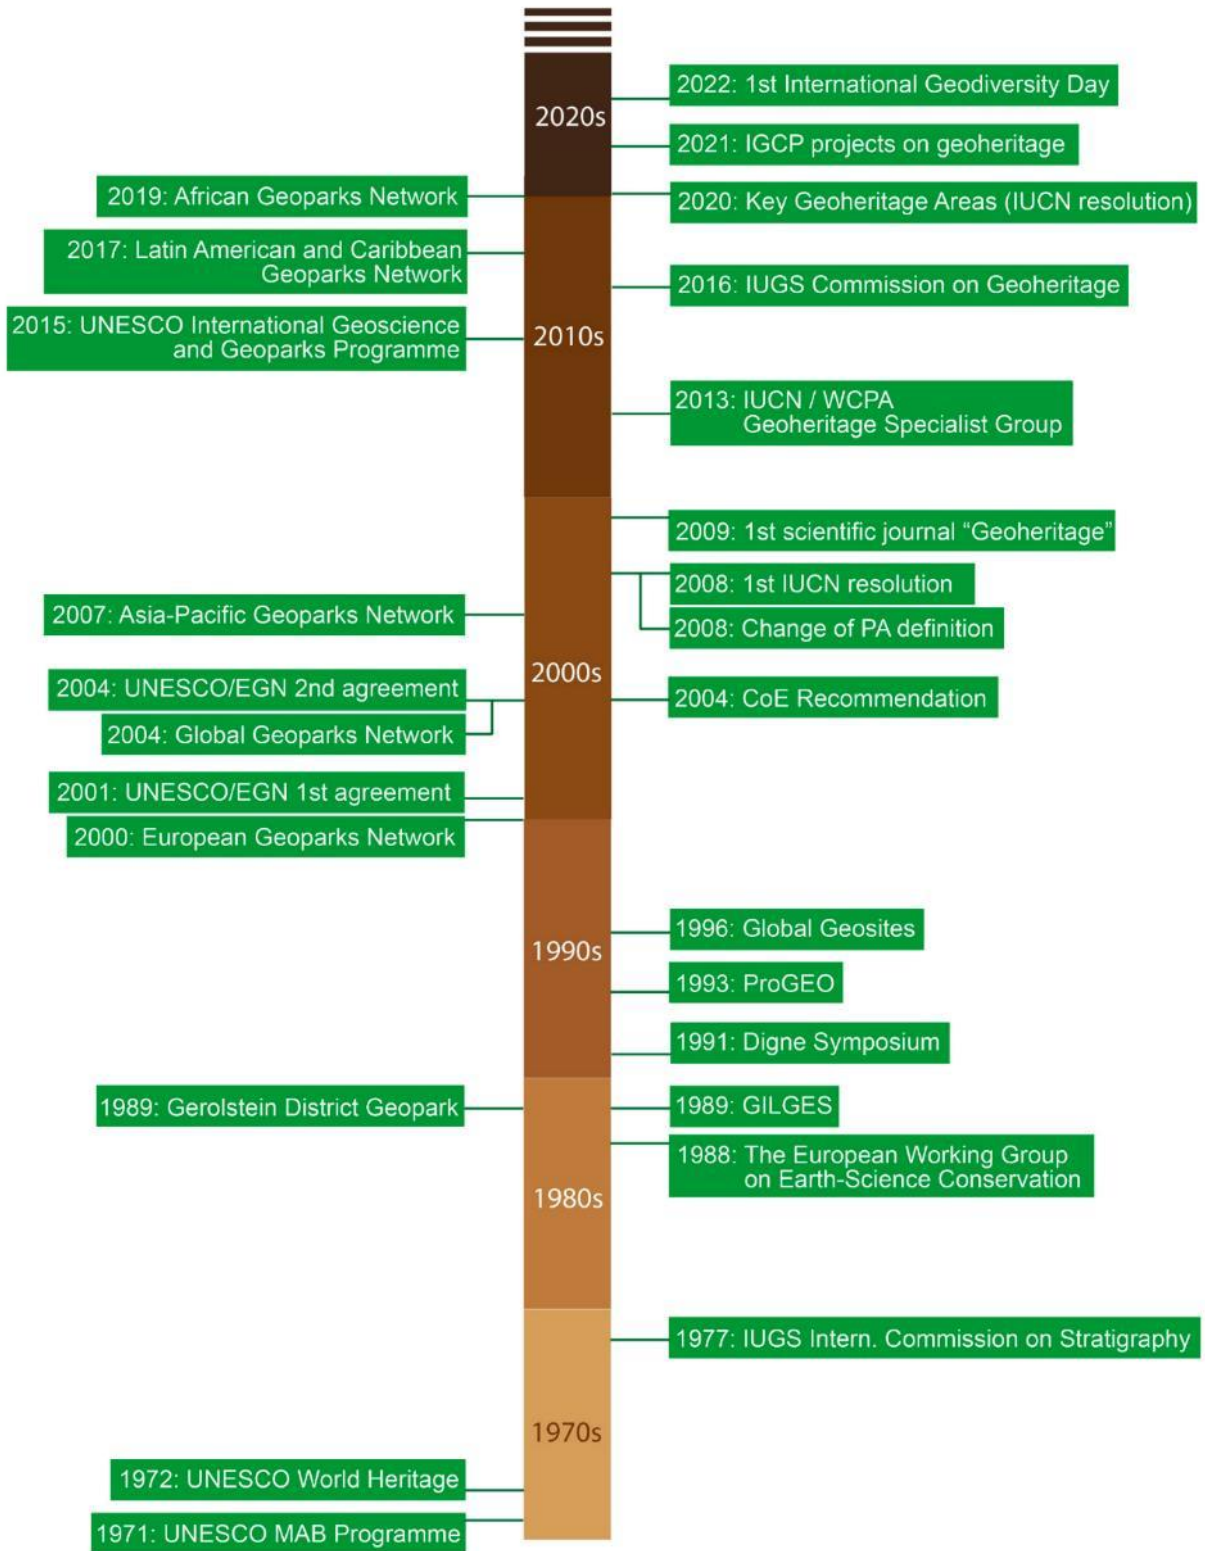 2022: 1st International Geodiversity Day
2020s
2021: IGCP projects on geoheritage
2019: African Geoparks Network
2020: Key Geoheritage Areas (IUCN resolution)
2017: Latin American and Caribbean
Geoparks Network
2016: IUGS Commission on Geoheritage
2015: UNESCO International Geoscience
and Geoparks Programme
2010s
2013: IUCN / WCPA
Geoheritage Specialist Group
2009: 1st scientific journal “Geoheritage”
2008: 1st IUCN resolution
2007: Asia-Pacific Geoparks Network
2008: Change of PA definition
2000s
2004: UNESCO/EGN 2nd agreement
2004: CoE Recommendation
2004: Global Geoparks Network
2001: UNESCO/EGN 1st agreement
2000: European Geoparks Network
1996: Global Geosites
1990s
1993: ProGEO
1991: Digne Symposium
1989: Gerolstein District Geopark
1989: GILGES
1988: The European Working Group
on Earth-Science Conservation
1980s
1977: IUGS Intern. Commission on Stratigraphy
1970s
1972: UNESCO World Heritage
1971: UNESCO MAB Programme